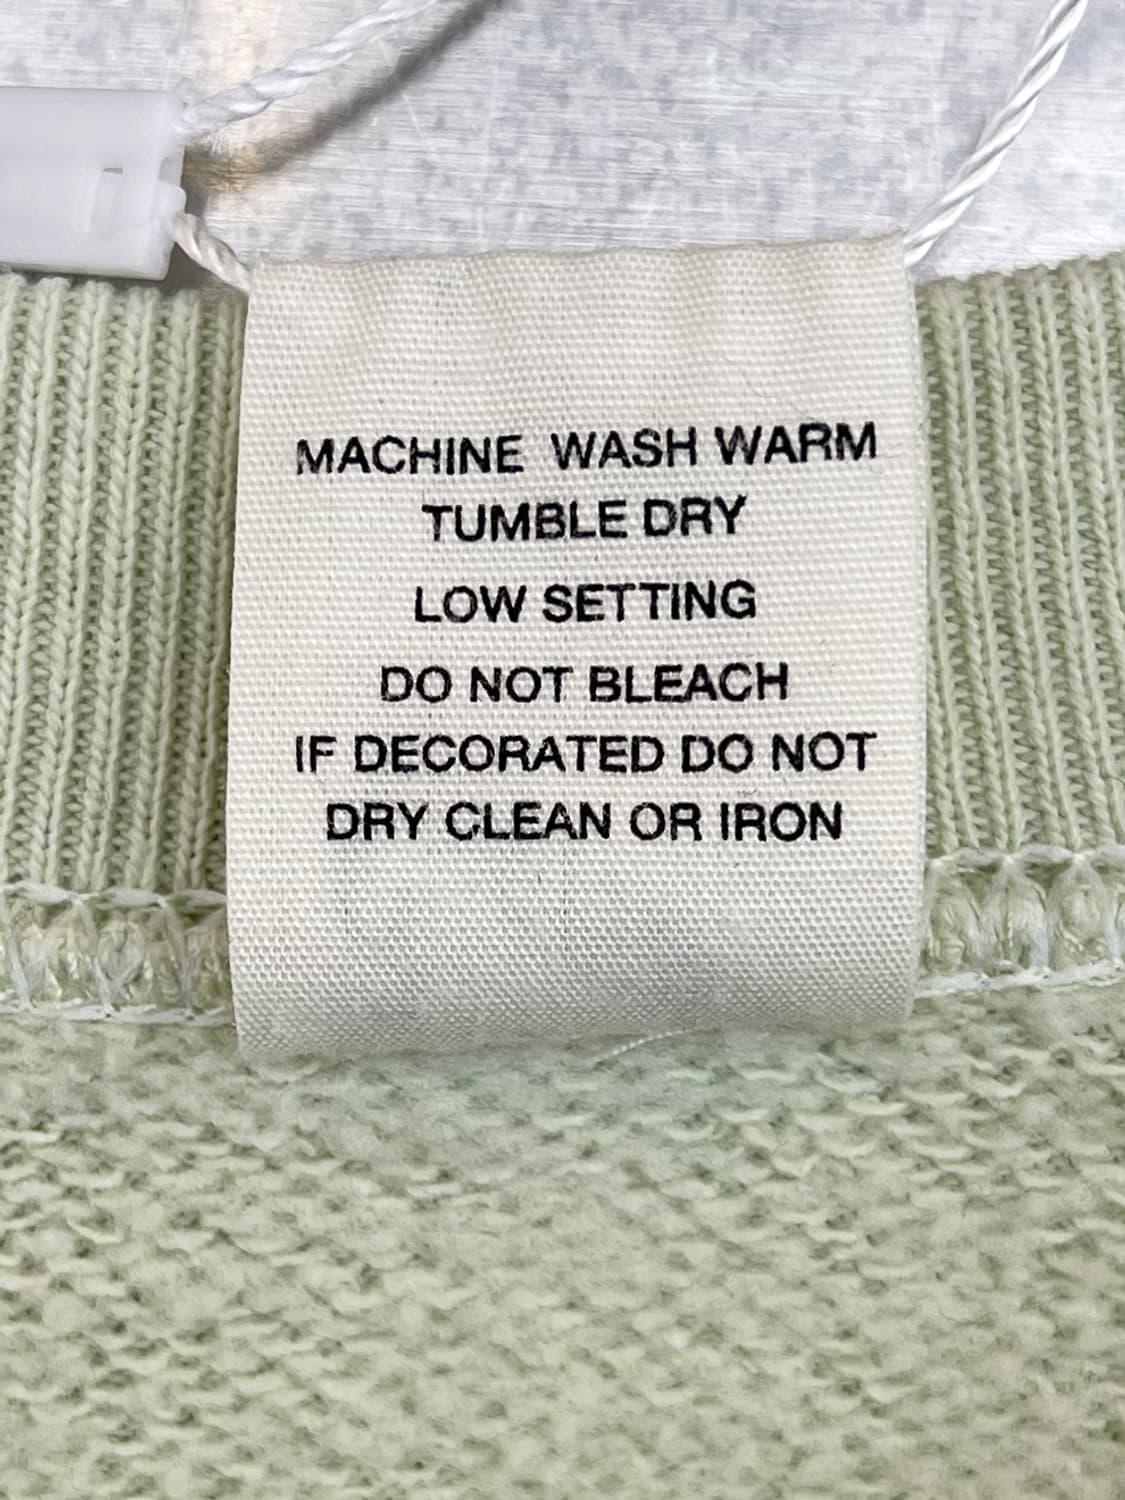 MACHINE WASH WARM
TUMBLE DRY
LOW SETTING
DO NOT BLEACH
IF DECORATED DO NOT
DRY CLEAN OR IRON